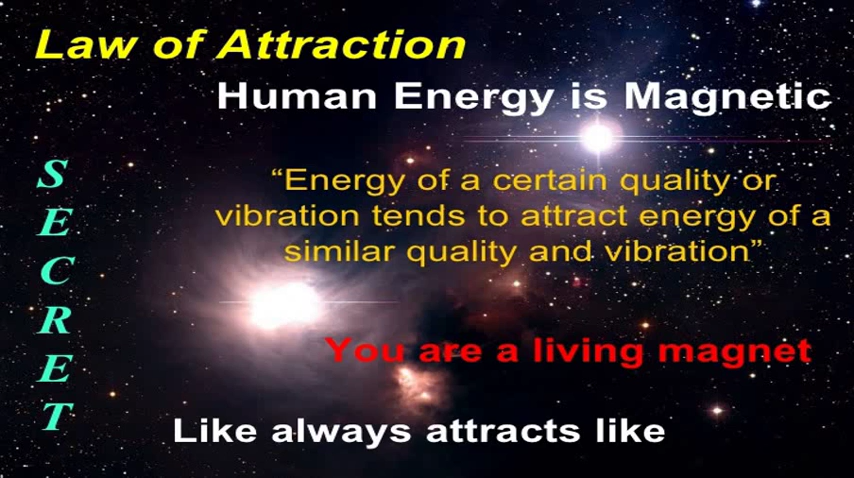 Law of Attraction
Human Energy is Magnetic
SECRET
“Energy of a certain quality or
vibration tends to attract energy of a
similar quality and vibration”
You are a living magnet
Like always attracts like